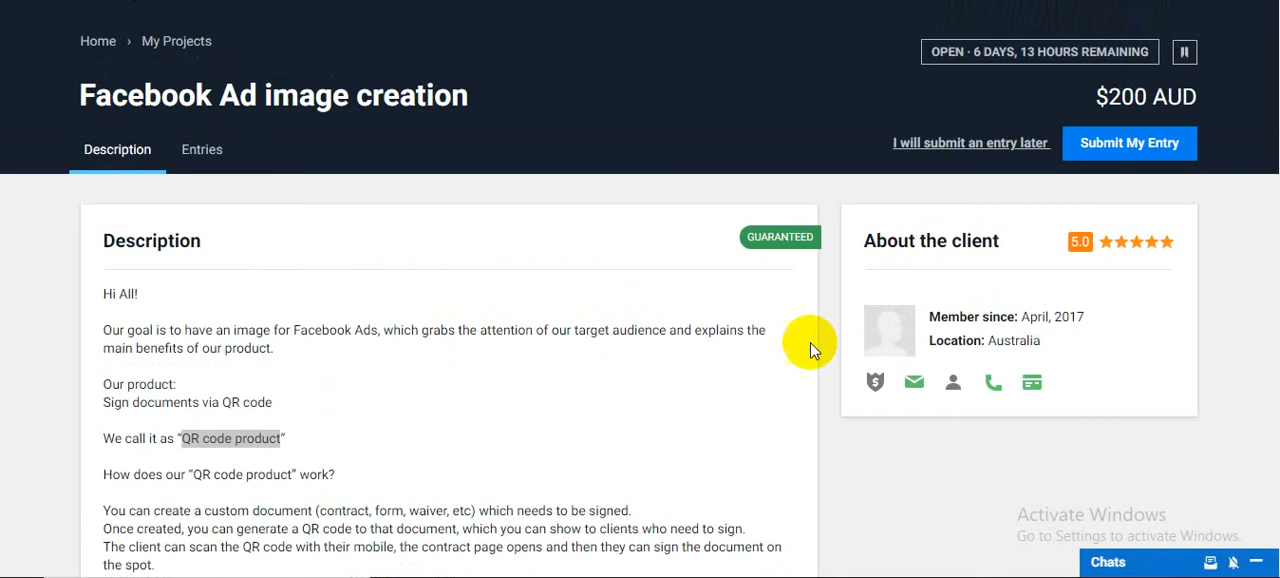 Home › My Projects
OPEN · 6 DAYS, 13 HOURS REMAINING
Facebook Ad image creation
$200 AUD
Description Entries
I will submit an entry later
Submit My Entry
Description
GUARANTEED
Hi All!
Our goal is to have an image for Facebook Ads, which grabs the attention of our target audience and explains the
main benefits of our product.
Our product:
Sign documents via QR code
We call it as “QR code product”
How does our “QR code product” work?
You can create a custom document (contract, form, waiver, etc) which needs to be signed.
Once created, you can generate a QR code to that document, which you can show to clients who need to sign.
The client can scan the QR code with their mobile, the contract page opens and then they can sign the document on
the spot.
About the client
5.0
Member since: April, 2017
Location: Australia
Activate Windows
Go to Settings to activate Windows.
Chats